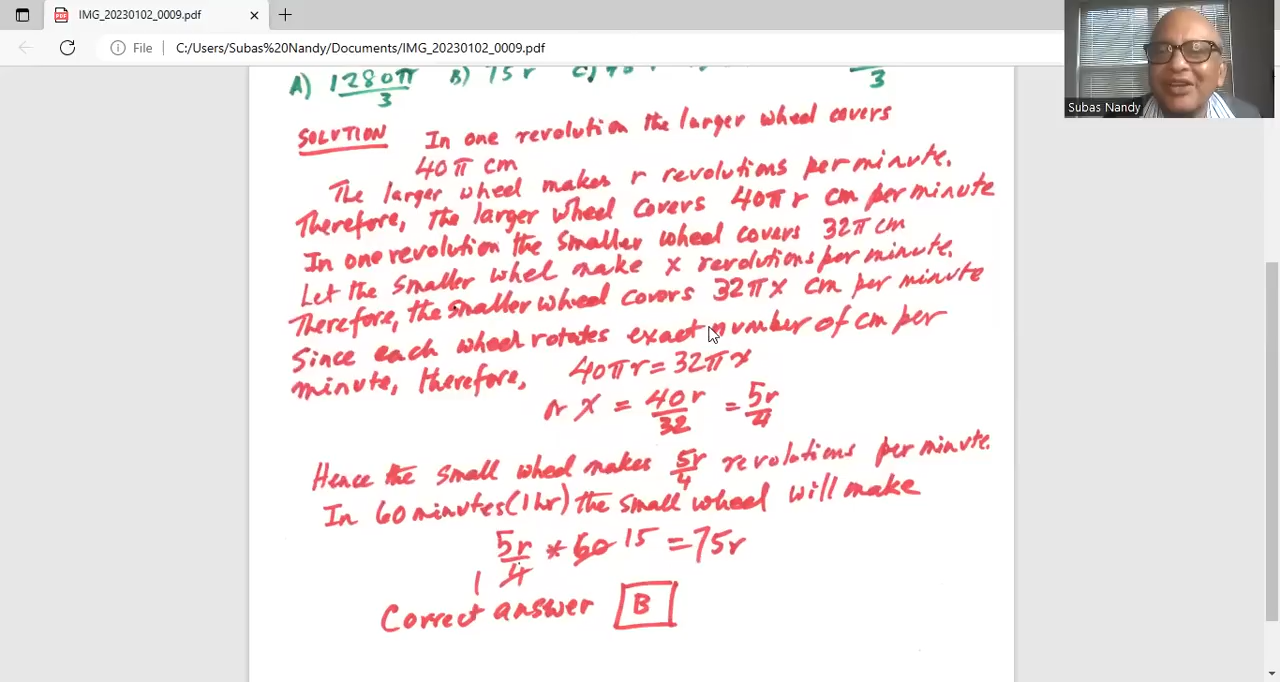 IMG_20230102_0009.pdf
File
C:/Users/Subas%20Nandy/Documents/IMG_20230102_0009.pdf
Subas Nandy
A) 1280π/3 B) 75r
3
SOLUTION In one revolution the larger wheel covers
40π cm
The larger wheel makes r revolutions per minute.
Therefore, the larger wheel covers 40πr cm per minute
In one revolution the smaller wheel covers 32π cm
Let the smaller whel make x revolutions per minute.
Therefore, the smaller wheel covers 32πx cm per minute
Since each wheel rotates exact number of cm per
minute, therefore, 40πr = 32πx
or x = 40r/32 = 5r/4
Hence the small wheel makes 5r/4 revolutions per minute.
In 60 minutes (1 hr) the small wheel will make
5r/4 * 60 15 = 75r
1
Correct answer B